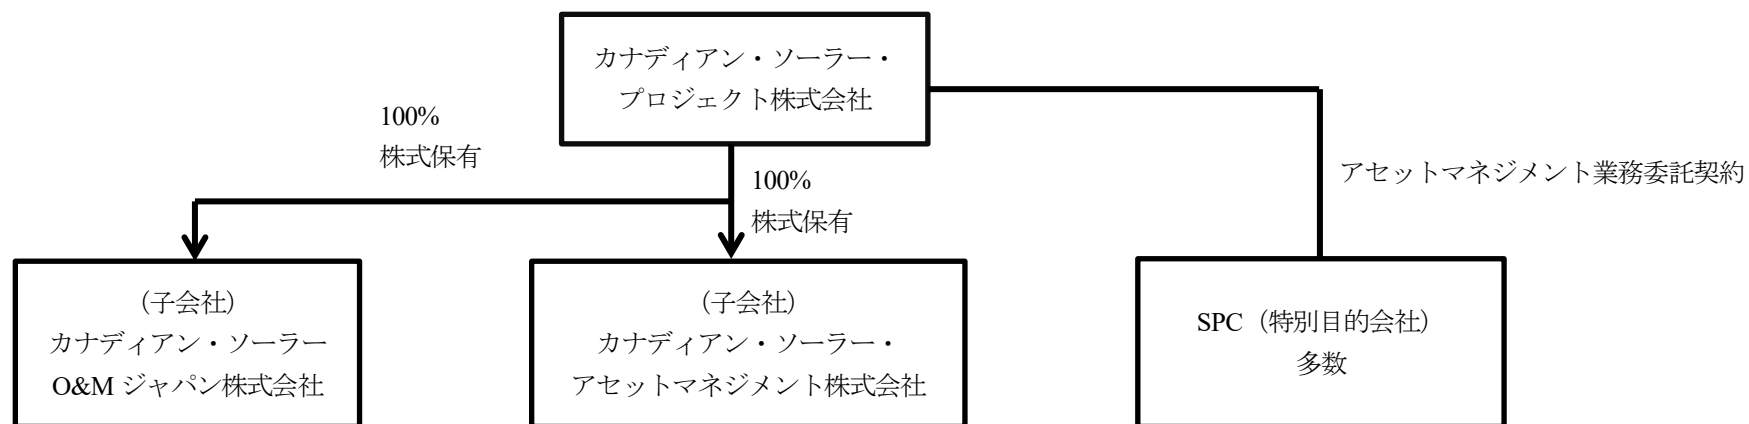 カナディアン・ソーラー・
プロジェクト株式会社
100%
株式保有
100%
株式保有
アセットマネジメント業務委託契約
(子会社)
カナディアン・ソーラー
O&M ジャパン株式会社
(子会社)
カナディアン・ソーラー・
アセットマネジメント株式会社
SPC(特別目的会社)
多数